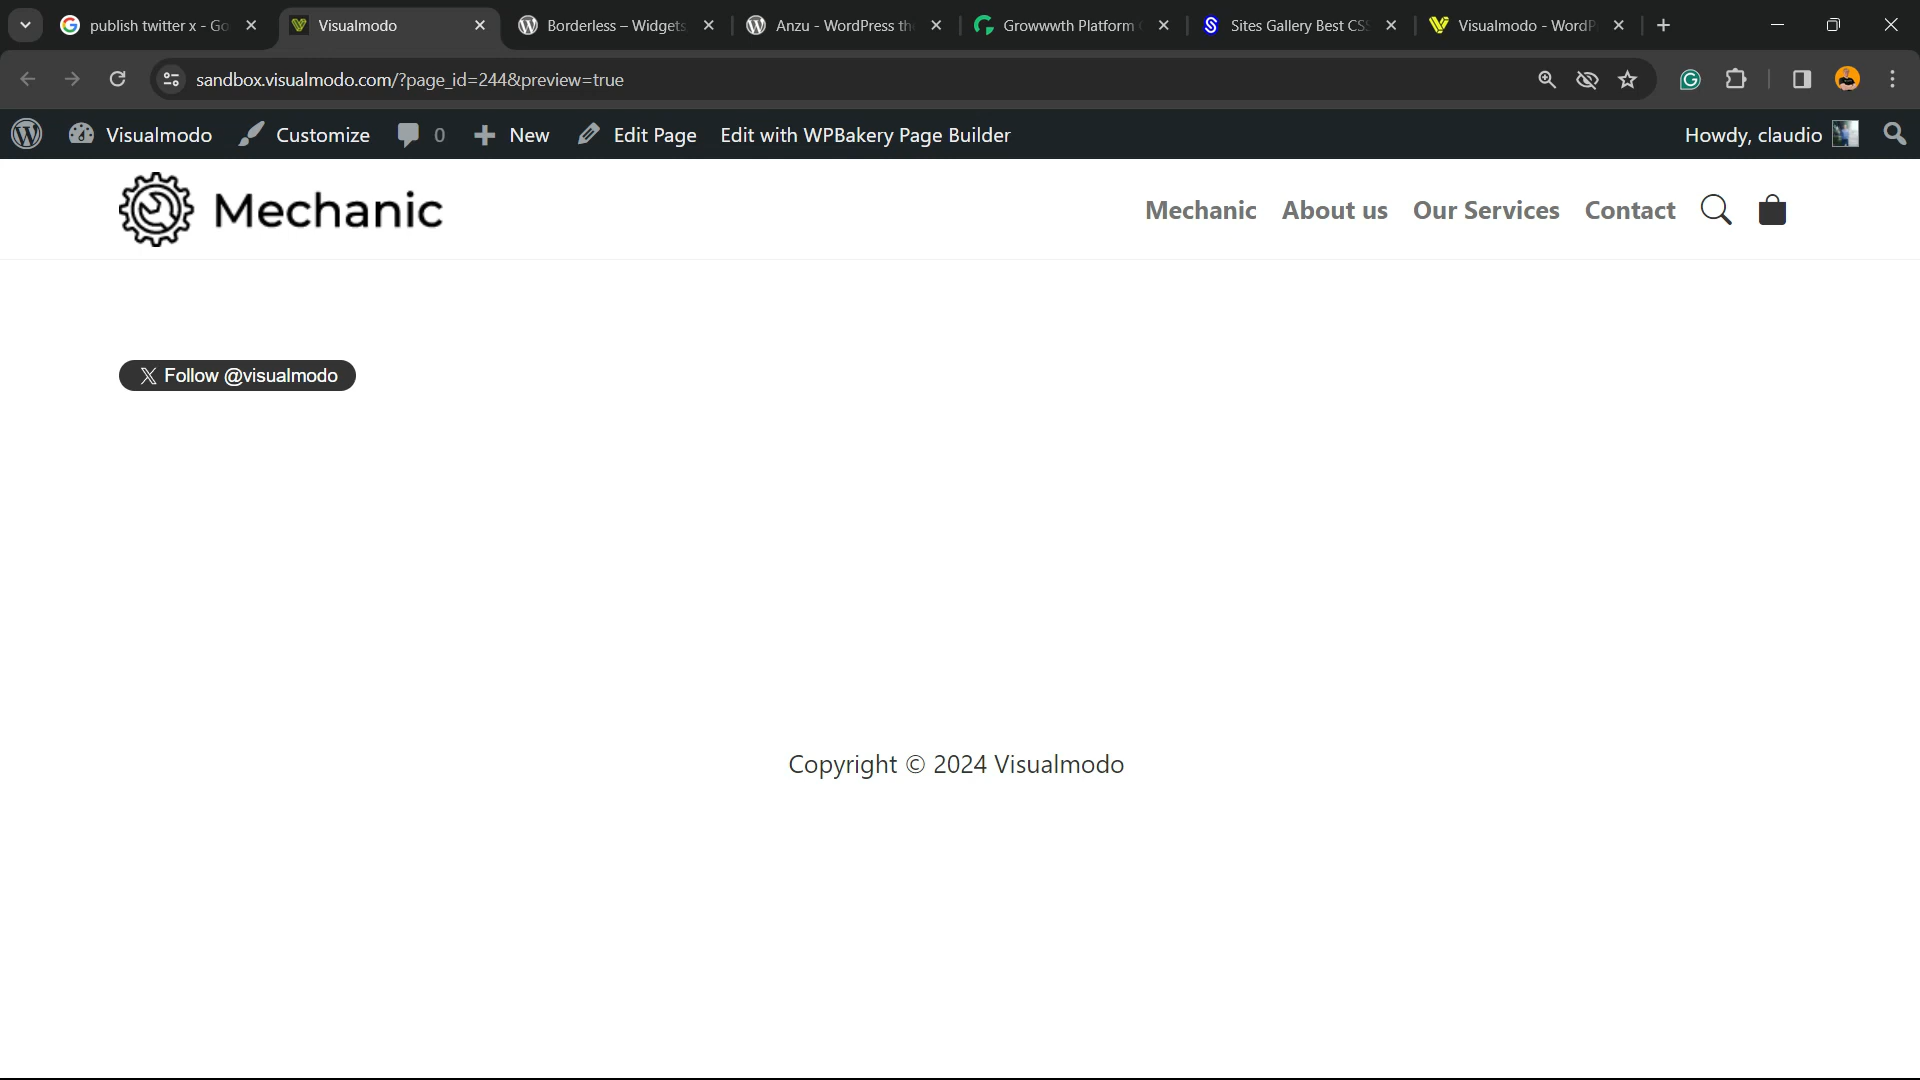 publish twitter x - Go
Visualmodo
Borderless – Widgets,
Anzu - WordPress th
Growwwth Platform
Sites Gallery Best CSS
Visualmodo - WordP
sandbox.visualmodo.com/?page_id=244&preview=true
Visualmodo
Customize
0
New
Edit Page
Edit with WPBakery Page Builder
Howdy, claudio
Mechanic
Mechanic
About us
Our Services
Contact
X Follow @visualmodo
Copyright © 2024 Visualmodo